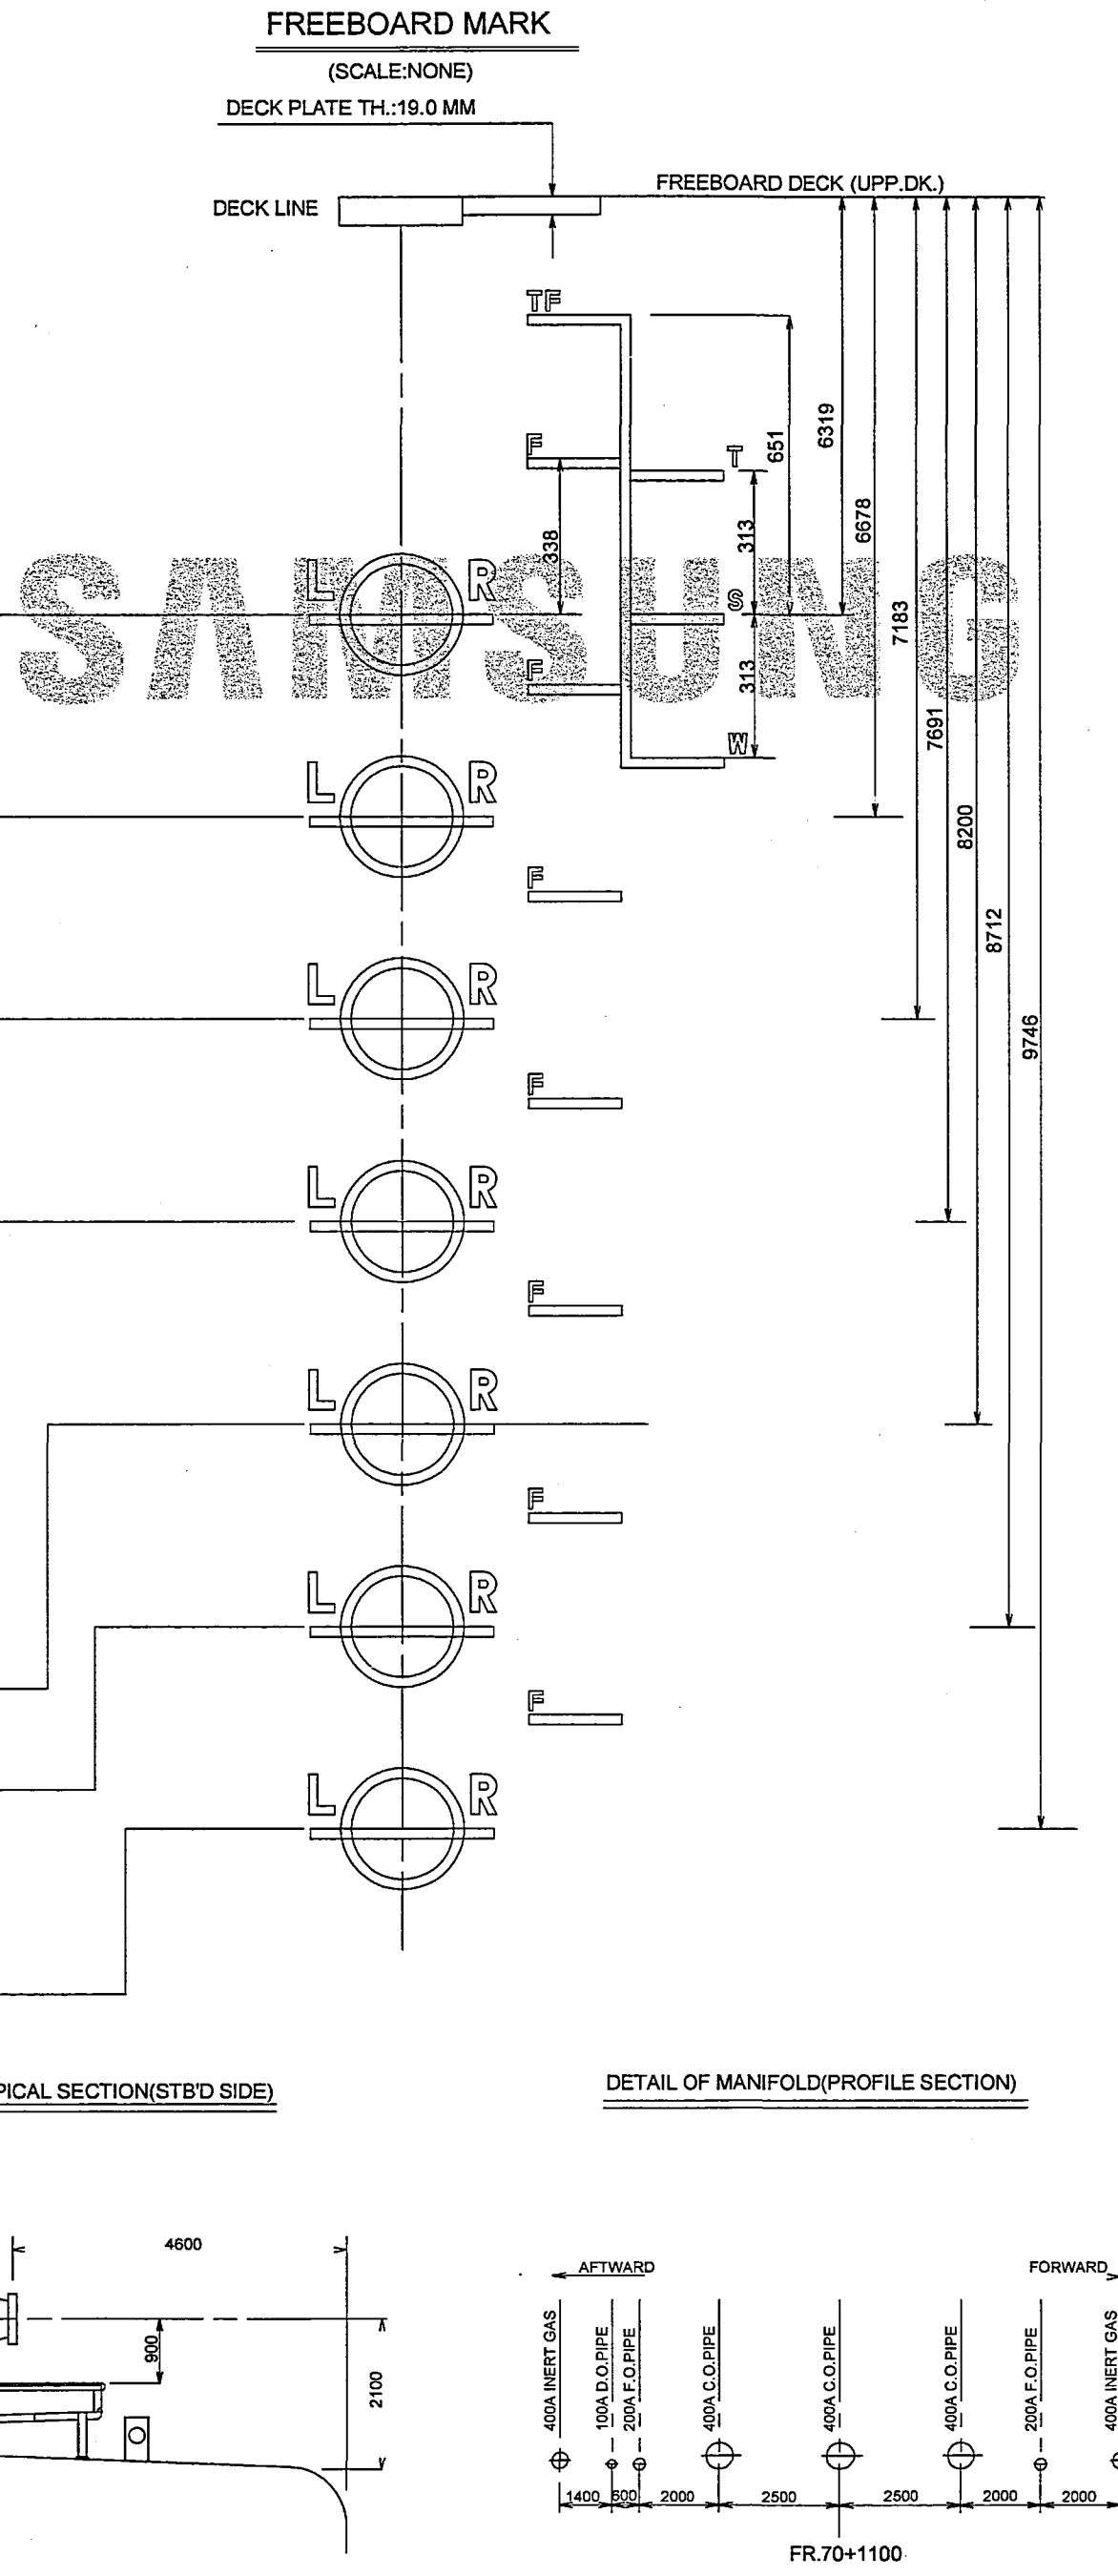 FREEBOARD MARK
(SCALE:NONE)
DECK PLATE TH.:19.0 MM
FREEBOARD DECK (UPP.DK.)
DECK LINE
TF
F
T
651
6319
338
313
6678
SAMSUNG
L R
S
7183
F
313
W
7691
L R
8200
F
8712
L R
9746
F
L R
F
L R
F
L R
F
L R
PICAL SECTION(STB'D SIDE)
DETAIL OF MANIFOLD(PROFILE SECTION)
4600
900
2100
AFTWARD
FORWARD
400A INERT GAS
100A D.O.PIPE
200A F.O.PIPE
400A C.O.PIPE
400A C.O.PIPE
400A C.O.PIPE
200A F.O.PIPE
400A INERT GAS
1400 600 2000 2500 2500 2000 2000
FR.70+1100